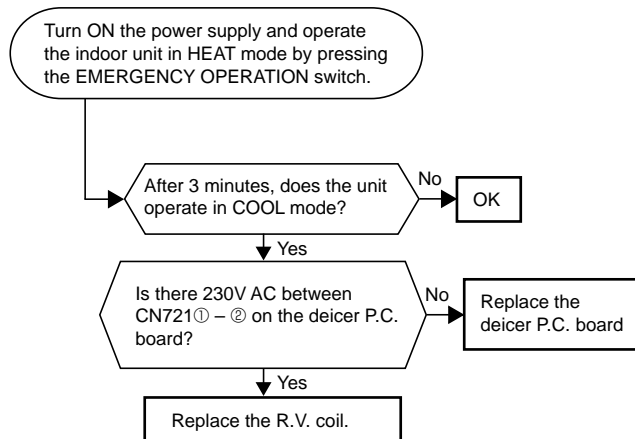 Turn ON the power supply and operate
the indoor unit in HEAT mode by pressing
the EMERGENCY OPERATION switch.
After 3 minutes, does the unit
operate in COOL mode?
No
OK
Yes
Is there 230V AC between
CN721① – ② on the deicer P.C.
board?
No
Replace the
deicer P.C. board
Yes
Replace the R.V. coil.